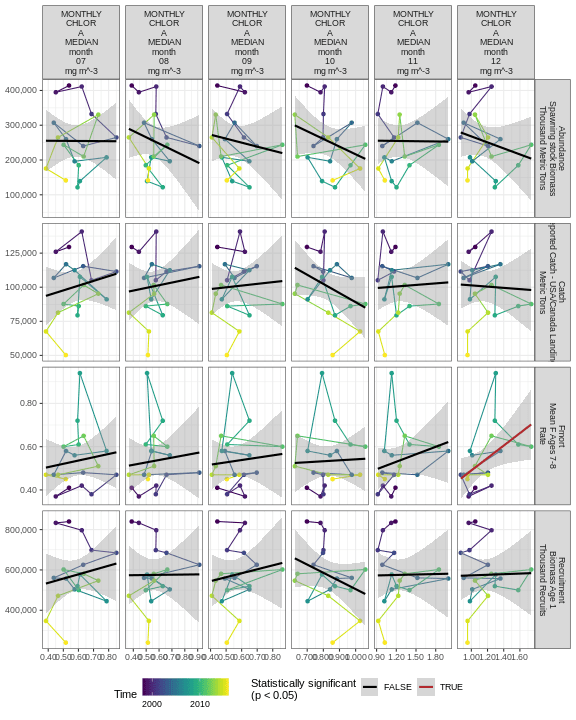 MONTHLY
CHLOR
A
MEDIAN
month
07
mg m^-3
MONTHLY
CHLOR
A
MEDIAN
month
08
mg m^-3
MONTHLY
CHLOR
A
MEDIAN
month
09
mg m^-3
MONTHLY
CHLOR
A
MEDIAN
month
10
mg m^-3
MONTHLY
CHLOR
A
MEDIAN
month
11
mg m^-3
MONTHLY
CHLOR
A
MEDIAN
month
12
mg m^-3
400,000
300,000
200,000
100,000
Abundance
Spawning stock Biomass
Thousand Metric Tons
125,000
100,000
75,000
50,000
Catch
ported Catch - USA/Canada Landin
Metric Tons
0.80
0.60
0.40
Fmort
Mean F Ages 7-8
Rate
800,000
600,000
400,000
Recruitment
Biomass Age 1
Thousand Recruits
0.40 0.50 0.60 0.70 0.80
0.40 0.50 0.60 0.70 0.80 0.90
0.40 0.60 0.80
0.700 0.800 0.900 1.000
0.90 1.20 1.50 1.80
1.00 1.20 1.40 1.60
Time
2000 2010
Statistically significant
(p < 0.05)
FALSE
TRUE